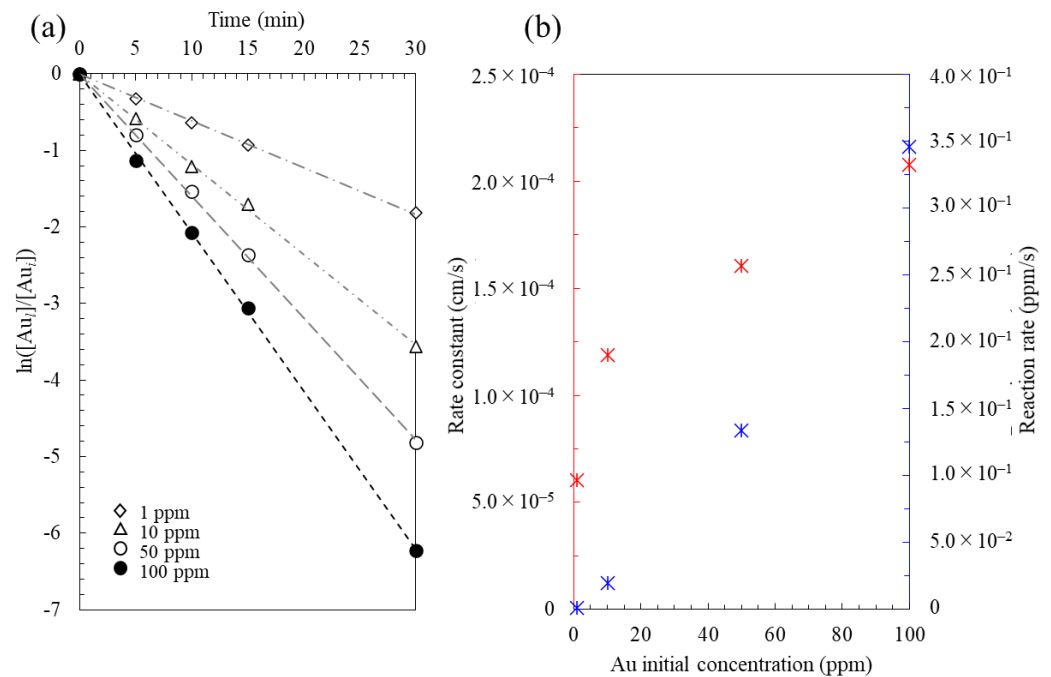 (a)
Time (min)
0 5 10 15 20 25 30
ln([Au_l]/[Au_i])
0
-1
-2
-3
-4
-5
-6
-7
1 ppm
10 ppm
50 ppm
100 ppm
(b)
Rate constant (cm/s)
2.5 × 10⁻⁴
2.0 × 10⁻⁴
1.5 × 10⁻⁴
1.0 × 10⁻⁴
5.0 × 10⁻⁵
0
4.0 × 10⁻¹
3.5 × 10⁻¹
3.0 × 10⁻¹
2.5 × 10⁻¹
2.0 × 10⁻¹
1.5 × 10⁻¹
1.0 × 10⁻¹
5.0 × 10⁻²
0
Reaction rate (ppm/s)
0 20 40 60 80 100
Au initial concentration (ppm)